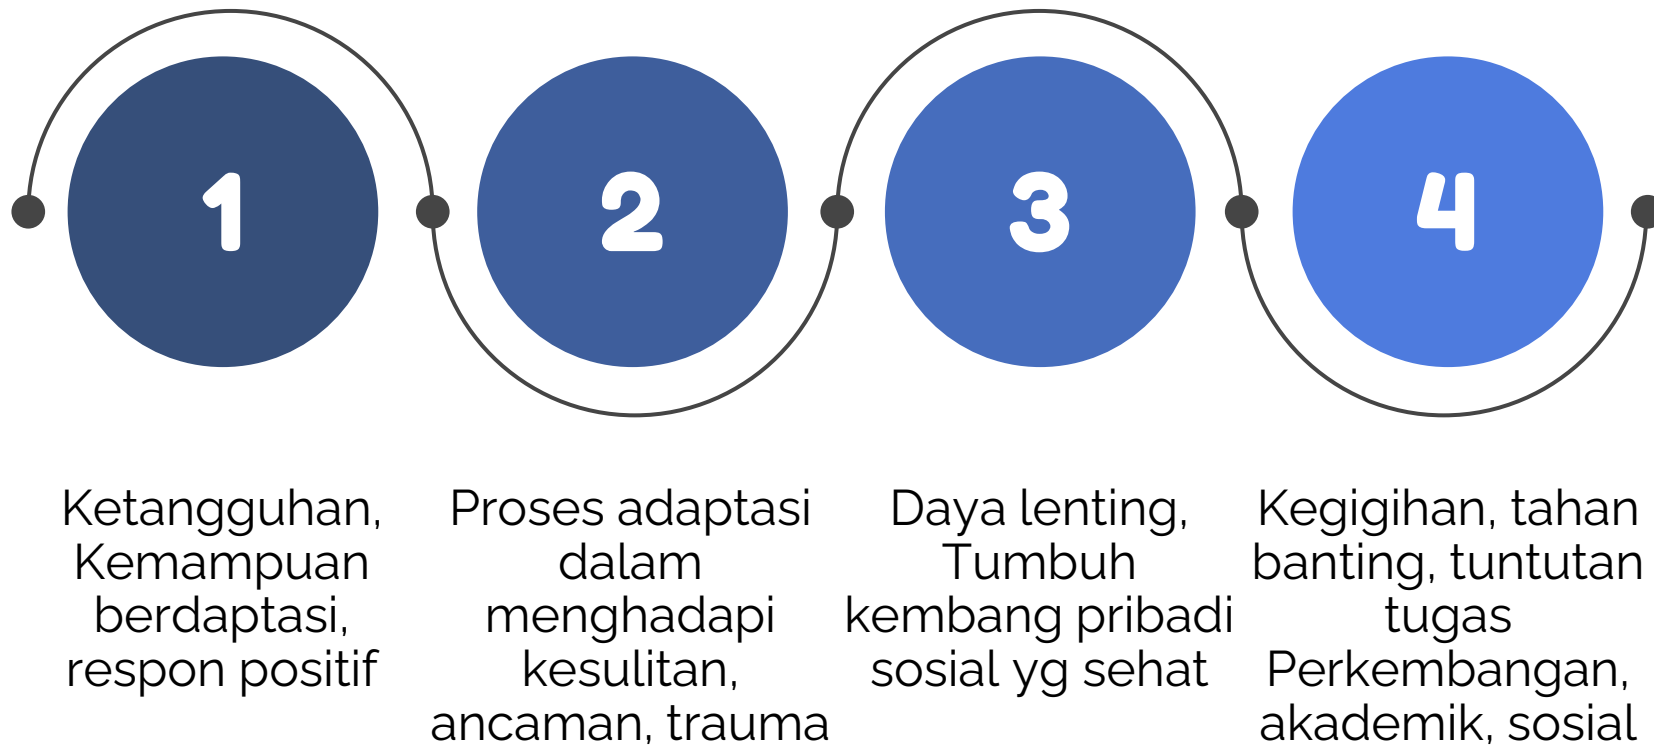 1
2
3
4
Ketangguhan,
Kemampuan
berdaptasi,
respon positif
Proses adaptasi
dalam
menghadapi
kesulitan,
ancaman, trauma
Daya lenting,
Tumbuh
kembang pribadi
sosial yg sehat
Kegigihan, tahan
banting, tuntutan
tugas
Perkembangan,
akademik, sosial